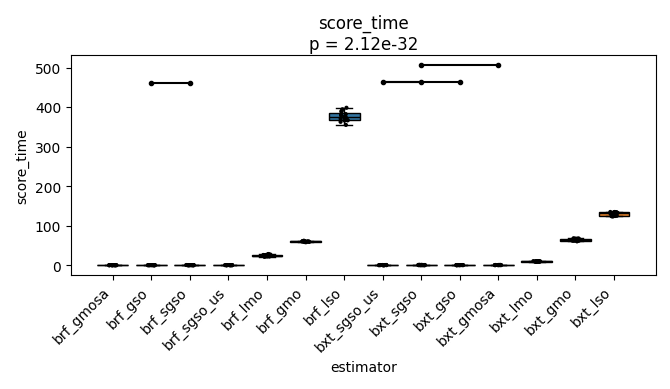 score_time
p = 2.12e-32
score_time
500
400
300
200
100
0
brf_gmosa
brf_gso
brf_sgso
brf_sgso_us
brf_lmo
brf_gmo
brf_lso
bxt_sgso_us
bxt_sgso
bxt_gso
bxt_gmosa
bxt_lmo
bxt_gmo
bxt_lso
estimator